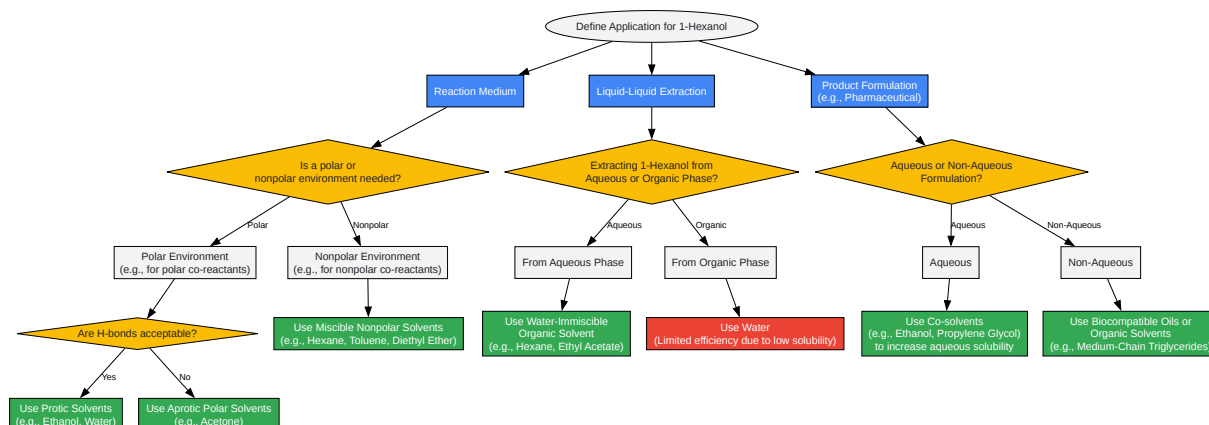 Define Application for 1-Hexanol
Reaction Medium
Liquid-Liquid Extraction
Product Formulation
(e.g., Pharmaceutical)
Is a polar or
nonpolar environment needed?
Extracting 1-Hexanol from
Aqueous or Organic Phase?
Aqueous or Non-Aqueous
Formulation?
Polar
Nonpolar
Aqueous
Organic
Aqueous
Non-Aqueous
Polar Environment
(e.g., for polar co-reactants)
Nonpolar Environment
(e.g., for nonpolar co-reactants)
From Aqueous Phase
From Organic Phase
Aqueous
Non-Aqueous
Are H-bonds acceptable?
Use Miscible Nonpolar Solvents
(e.g., Hexane, Toluene, Diethyl Ether)
Use Water-Immiscible
Organic Solvent
(e.g., Hexane, Ethyl Acetate)
Use Water
(Limited efficiency due to low solubility)
Use Co-solvents
(e.g., Ethanol, Propylene Glycol)
to increase aqueous solubility
Use Biocompatible Oils or
Organic Solvents
(e.g., Medium-Chain Triglycerides
Yes
No
Use Protic Solvents
(e.g., Ethanol, Water)
Use Aprotic Polar Solvents
(e.g., Acetone)